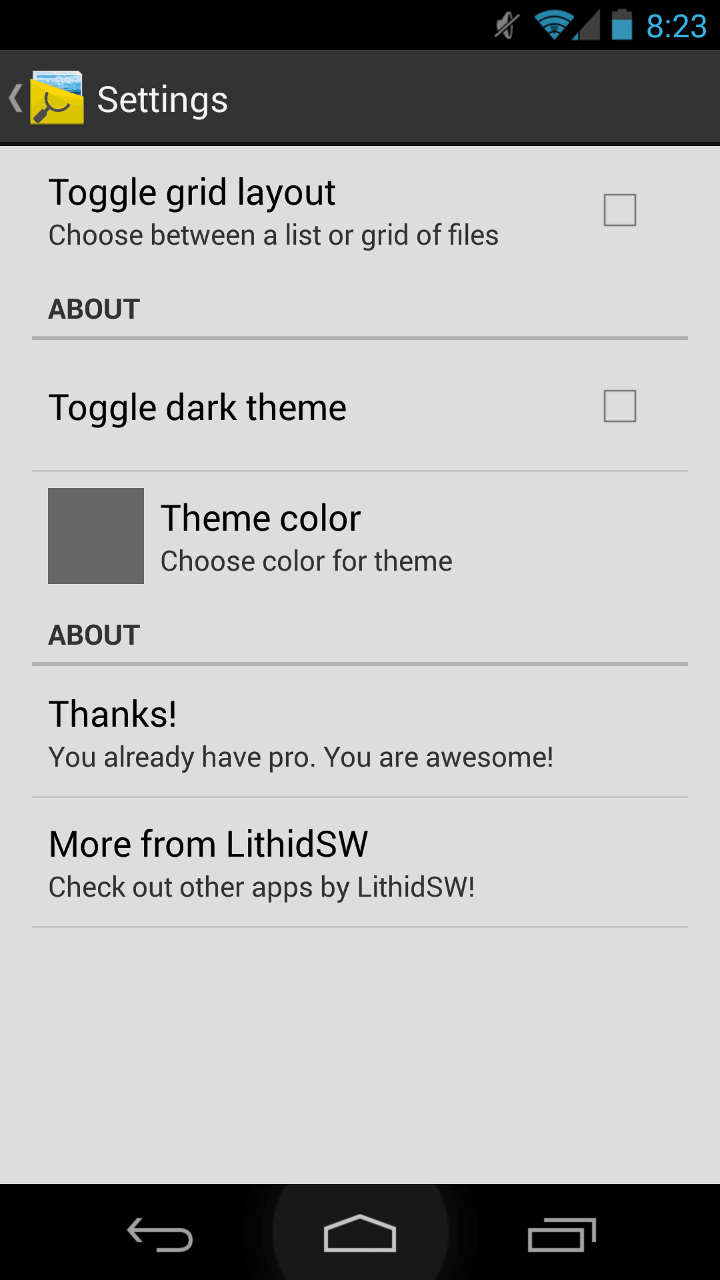 8:23
Settings
Toggle grid layout
Choose between a list or grid of files
ABOUT
Toggle dark theme
Theme color
Choose color for theme
ABOUT
Thanks!
You already have pro. You are awesome!
More from LithidSW
Check out other apps by LithidSW!